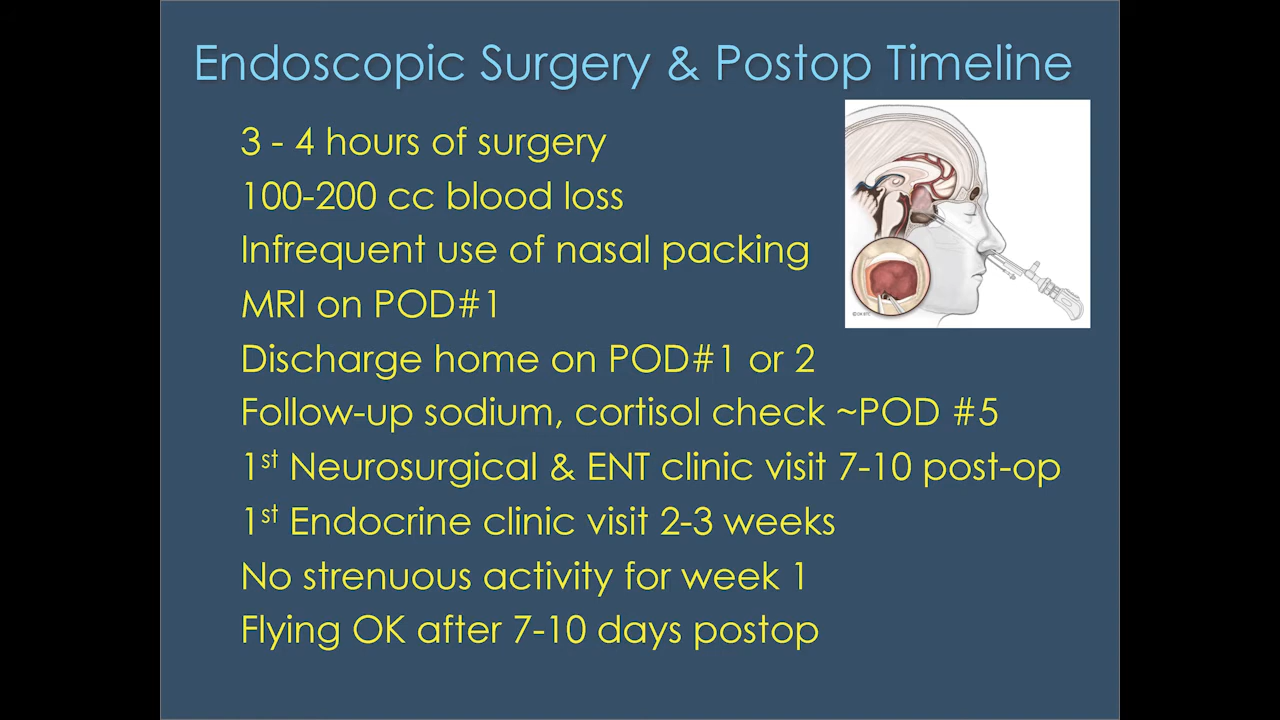 Endoscopic Surgery & Postop Timeline
3 - 4 hours of surgery
100-200 cc blood loss
Infrequent use of nasal packing
MRI on POD#1
Discharge home on POD#1 or 2
Follow-up sodium, cortisol check ~POD #5
1st Neurosurgical & ENT clinic visit 7-10 post-op
1st Endocrine clinic visit 2-3 weeks
No strenuous activity for week 1
Flying OK after 7-10 days postop